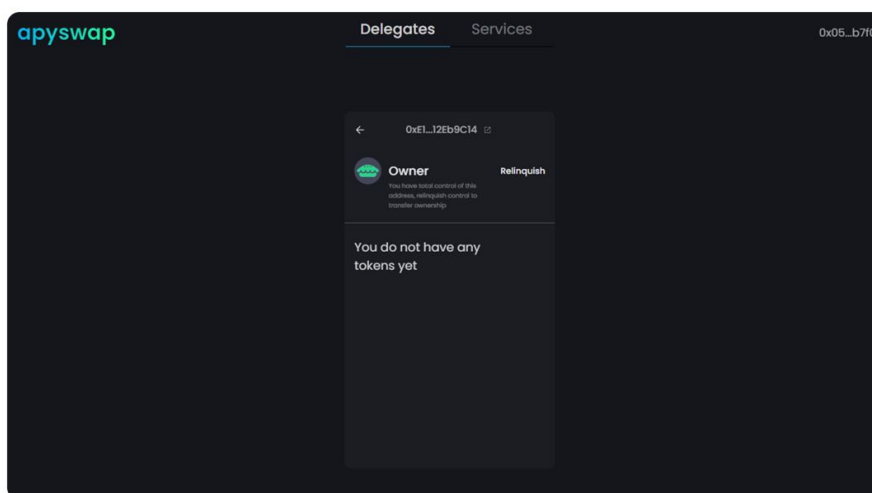 apyswap
Delegates Services
0x05...b7f0
← 0xE1...12Eb9C14
Owner
Relinquish
You have total control of this
address, relinquish control to
transfer ownership
You do not have any
tokens yet